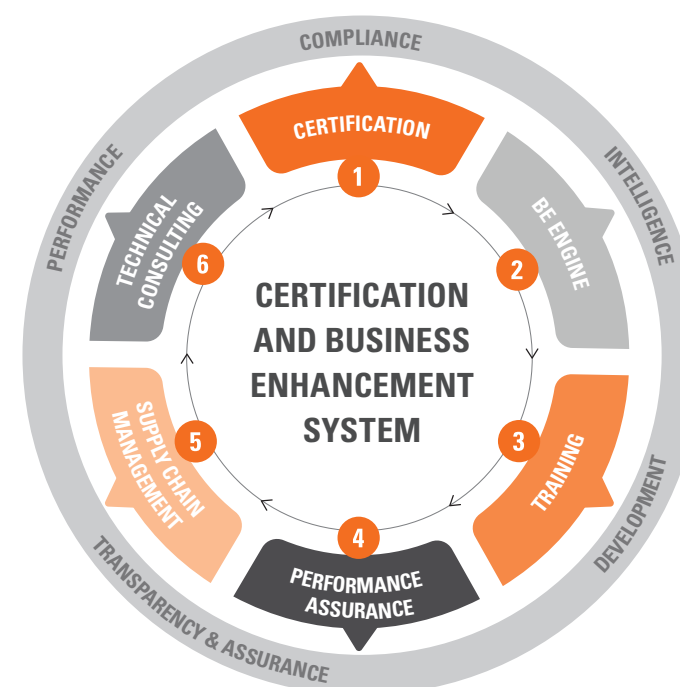 COMPLIANCE
CERTIFICATION
1
INTELLIGENCE
BE ENGINE
2
DEVELOPMENT
TRAINING
3
PERFORMANCE
ASSURANCE
4
TRANSPARENCY & ASSURANCE
SUPPLY CHAIN
MANAGEMENT
5
PERFORMANCE
TECHNICAL
CONSULTING
6
CERTIFICATION
AND BUSINESS
ENHANCEMENT
SYSTEM